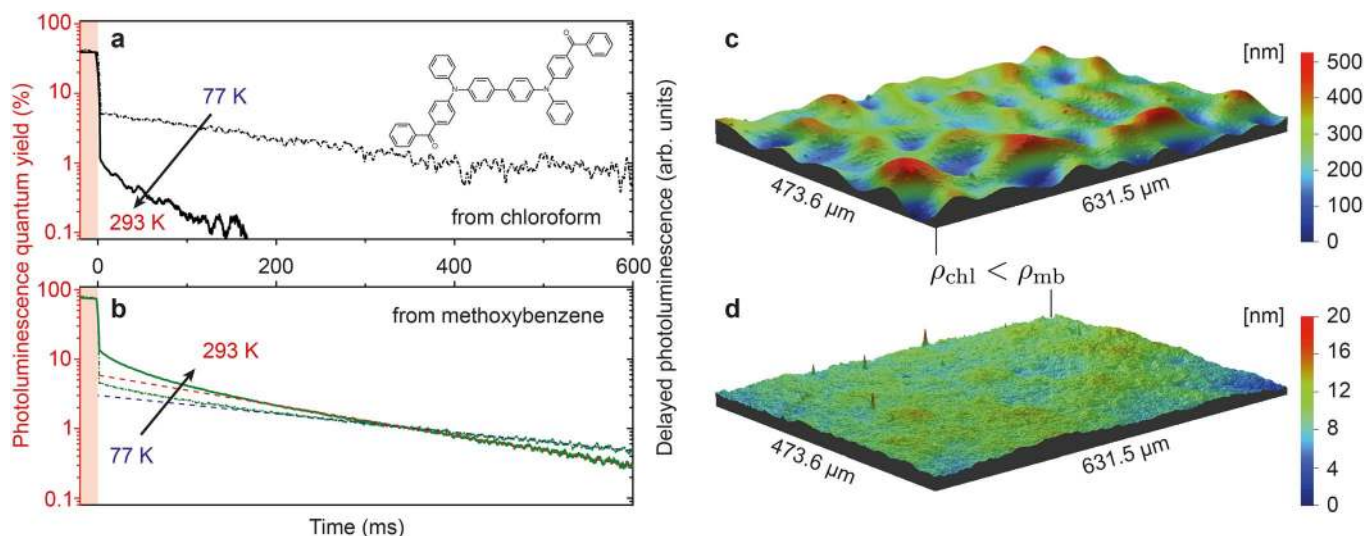 Photoluminescence quantum yield (%)
a
100
10
1
0.1
77 K
293 K
from chloroform
O
N
N
O
0
200
400
600
b
100
10
1
0.1
from methoxybenzene
293 K
77 K
Time (ms)
Delayed photoluminescence (arb. units)
c
[nm]
500
400
300
200
100
0
473.6 µm
631.5 µm
ρchl < ρmb
d
[nm]
20
16
12
8
4
0
473.6 µm
631.5 µm